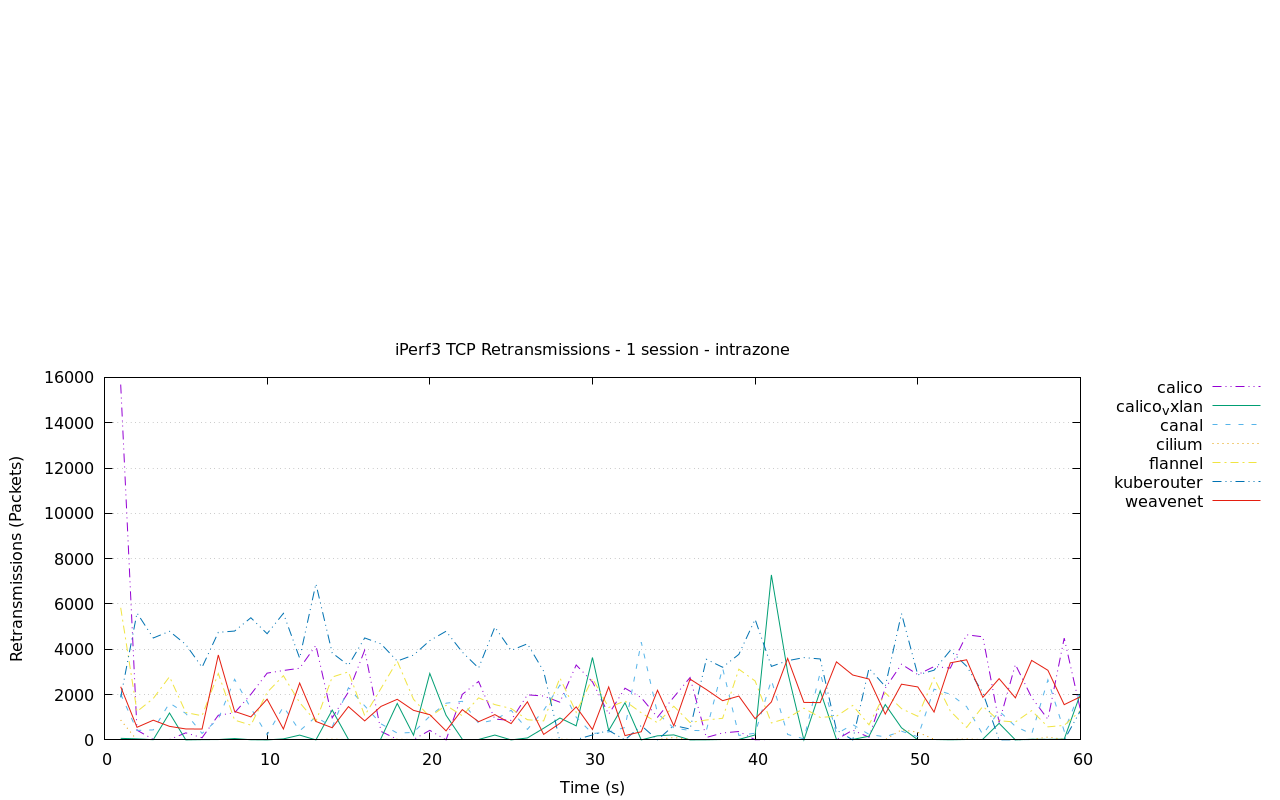 iPerf3 TCP Retransmissions - 1 session - intrazone
16000
14000
12000
10000
8000
6000
4000
2000
0
Retransmissions (Packets)
0 10 20 30 40 50 60
Time (s)
calico
calicovxlan
canal
cilium
flannel
kuberouter
weavenet